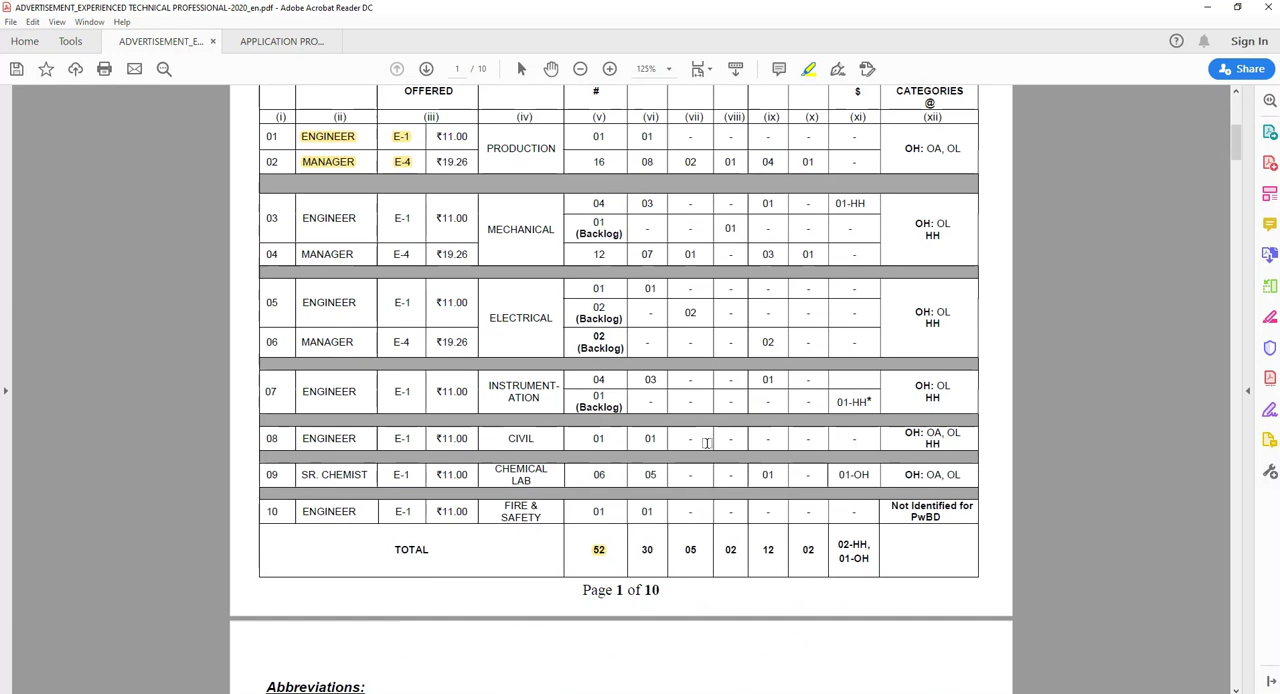 ADVERTISEMENT_EXPERIENCED TECHNICAL PROFESSIONAL-2020_en.pdf - Adobe Acrobat Reader DC
File Edit View Window Help
Home Tools ADVERTISEMENT_E... × APPLICATION PRO... Sign In
1 / 10 125% Share
OFFERED # $ CATEGORIES
@
(i) (ii) (iii) (iv) (v) (vi) (vii) (viii) (ix) (x) (xi) (xii)
01 ENGINEER E-1 ₹11.00 PRODUCTION 01 01 - - - - - OH: OA, OL
02 MANAGER E-4 ₹19.26 16 08 02 01 04 01 -
03 ENGINEER E-1 ₹11.00 MECHANICAL 04 03 - - 01 - 01-HH OH: OL
HH
01
(Backlog) - - 01 - - -
04 MANAGER E-4 ₹19.26 12 07 01 - 03 01 -
05 ENGINEER E-1 ₹11.00 ELECTRICAL 01 01 - - - - - OH: OL
HH
02
(Backlog) - 02 - - - -
06 MANAGER E-4 ₹19.26 02
(Backlog) - - - 02 - -
07 ENGINEER E-1 ₹11.00 INSTRUMENT-
ATION 04 03 - - 01 - OH: OL
HH
01
(Backlog) - - - - - 01-HH*
08 ENGINEER E-1 ₹11.00 CIVIL 01 01 - - - - - OH: OA, OL
HH
09 SR. CHEMIST E-1 ₹11.00 CHEMICAL
LAB 06 05 - - 01 - 01-OH OH: OA, OL
10 ENGINEER E-1 ₹11.00 FIRE &
SAFETY 01 01 - - - - - Not Identified for
PwBD
TOTAL 52 30 05 02 12 02 02-HH,
01-OH
Page 1 of 10
Abbreviations: